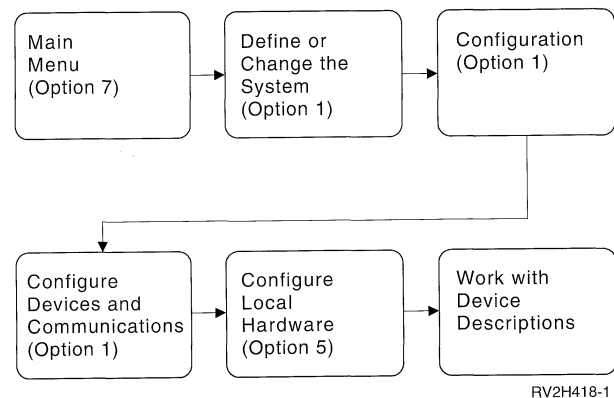 Main
Menu
(Option 7)
Define or
Change the
System
(Option 1)
Configuration
(Option 1)
Configure
Devices and
Communications
(Option 1)
Configure
Local
Hardware
(Option 5)
Work with
Device
Descriptions
RV2H418-1